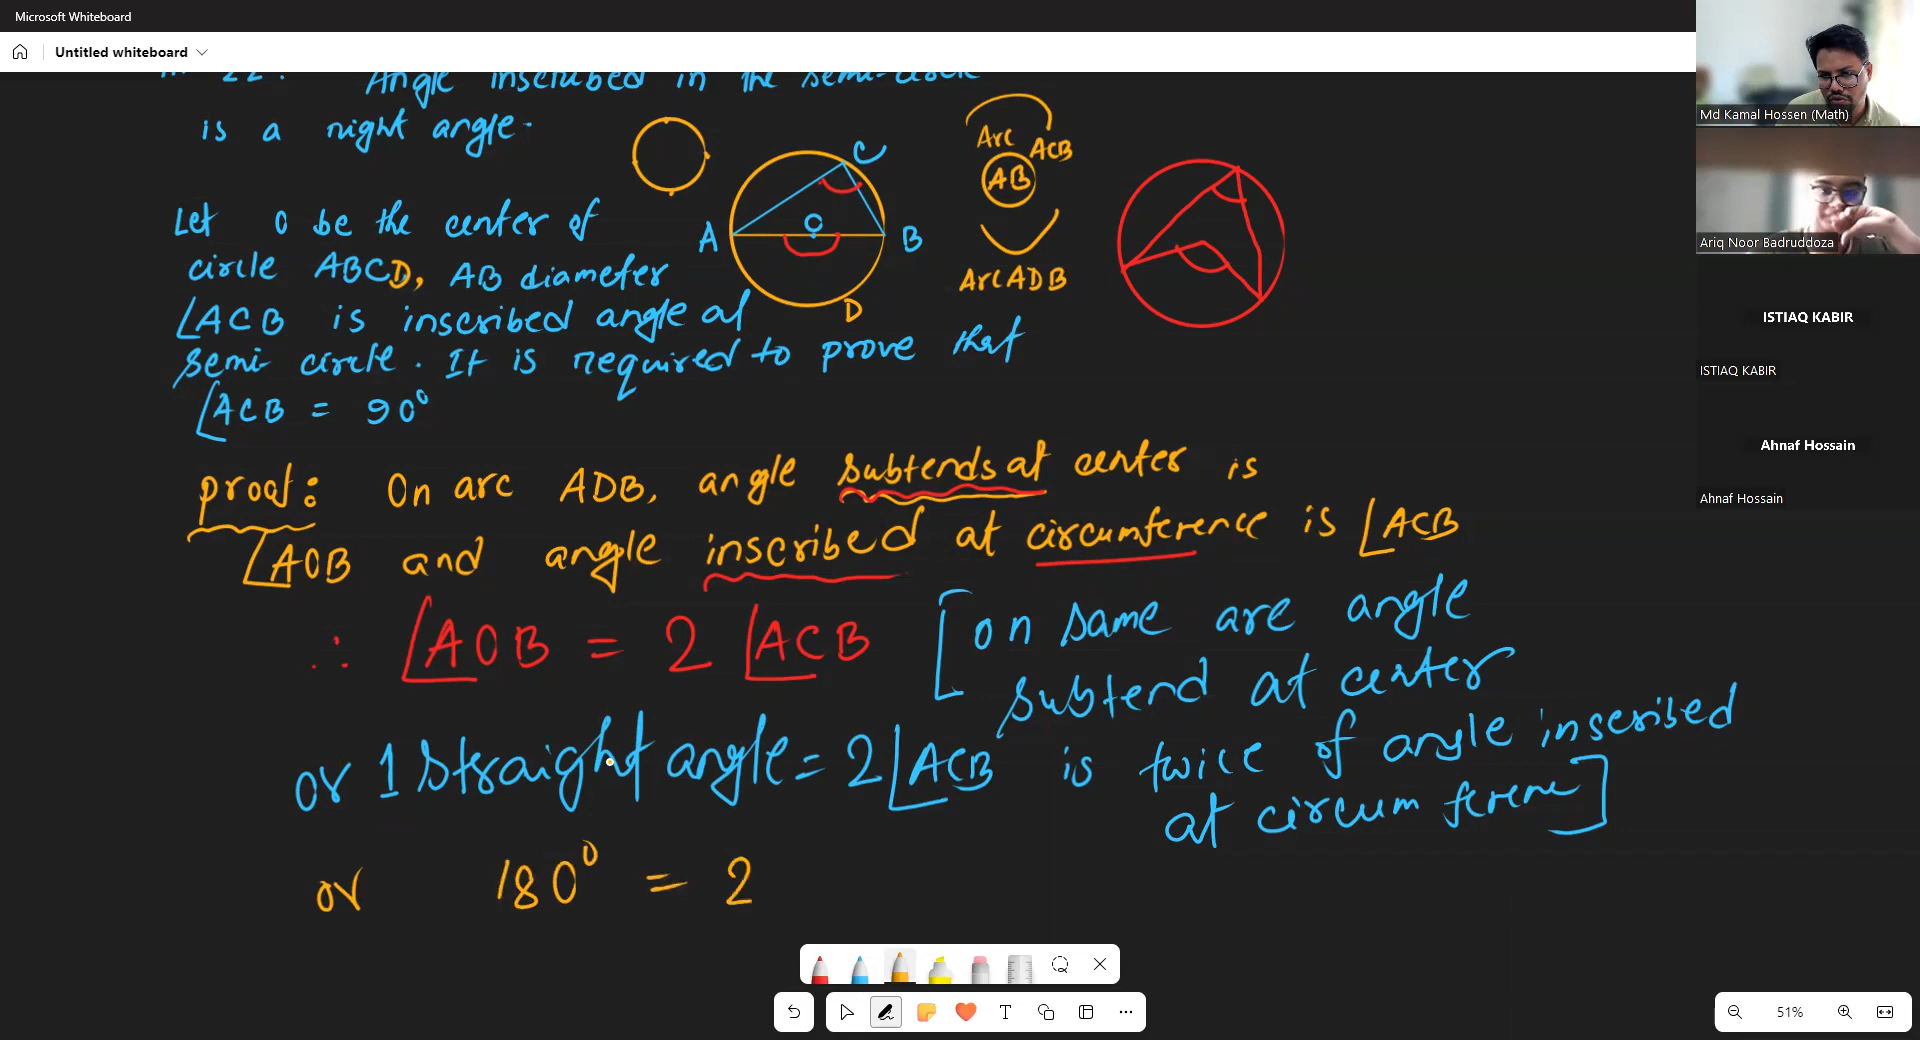 Microsoft Whiteboard
Untitled whiteboard
22. Angle inscribed in the semi-circle
is a right angle.
Let O be the center of
circle ABCD, AB diameter
∠ACB is inscribed angle at
semi-circle. It is required to prove that
∠ACB = 90°
C
A
O
B
D
Arc
ACB
AB
Arc ADB
proof: On arc ADB, angle subtends at center is
∠AOB and angle inscribed at circumference is ∠ACB
∴ ∠AOB = 2 ∠ACB [on same arc angle
subtend at center
or 1 straight angle = 2∠ACB is twice of angle inscribed
at circumference]
or 180° = 2
Md Kamal Hossen (Math)
Ariq Noor Badruddoza
ISTIAQ KABIR
ISTIAQ KABIR
Ahnaf Hossain
Ahnaf Hossain
T
51%